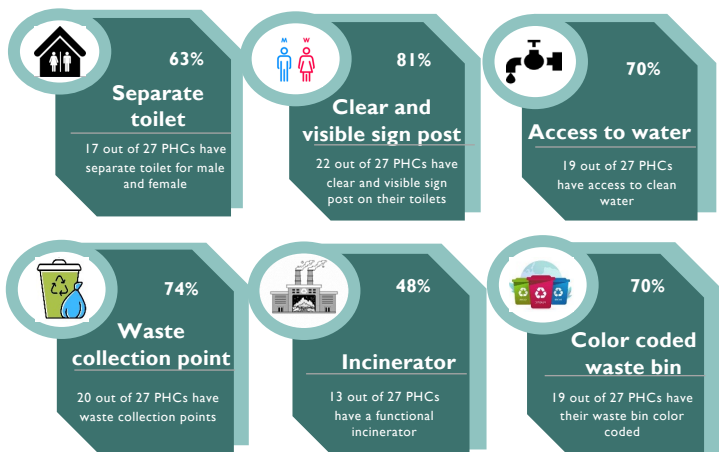 63%
Separate
toilet
17 out of 27 PHCs have
separate toilet for male
and female
M W
81%
Clear and
visible sign post
22 out of 27 PHCs have
clear and visible sign
post on their toilets
70%
Access to water
19 out of 27 PHCs
have access to clean
water
74%
Waste
collection point
20 out of 27 PHCs have
waste collection points
48%
Incinerator
13 out of 27 PHCs
have a functional
incinerator
70%
Color coded
waste bin
19 out of 27 PHCs have
their waste bin color
coded